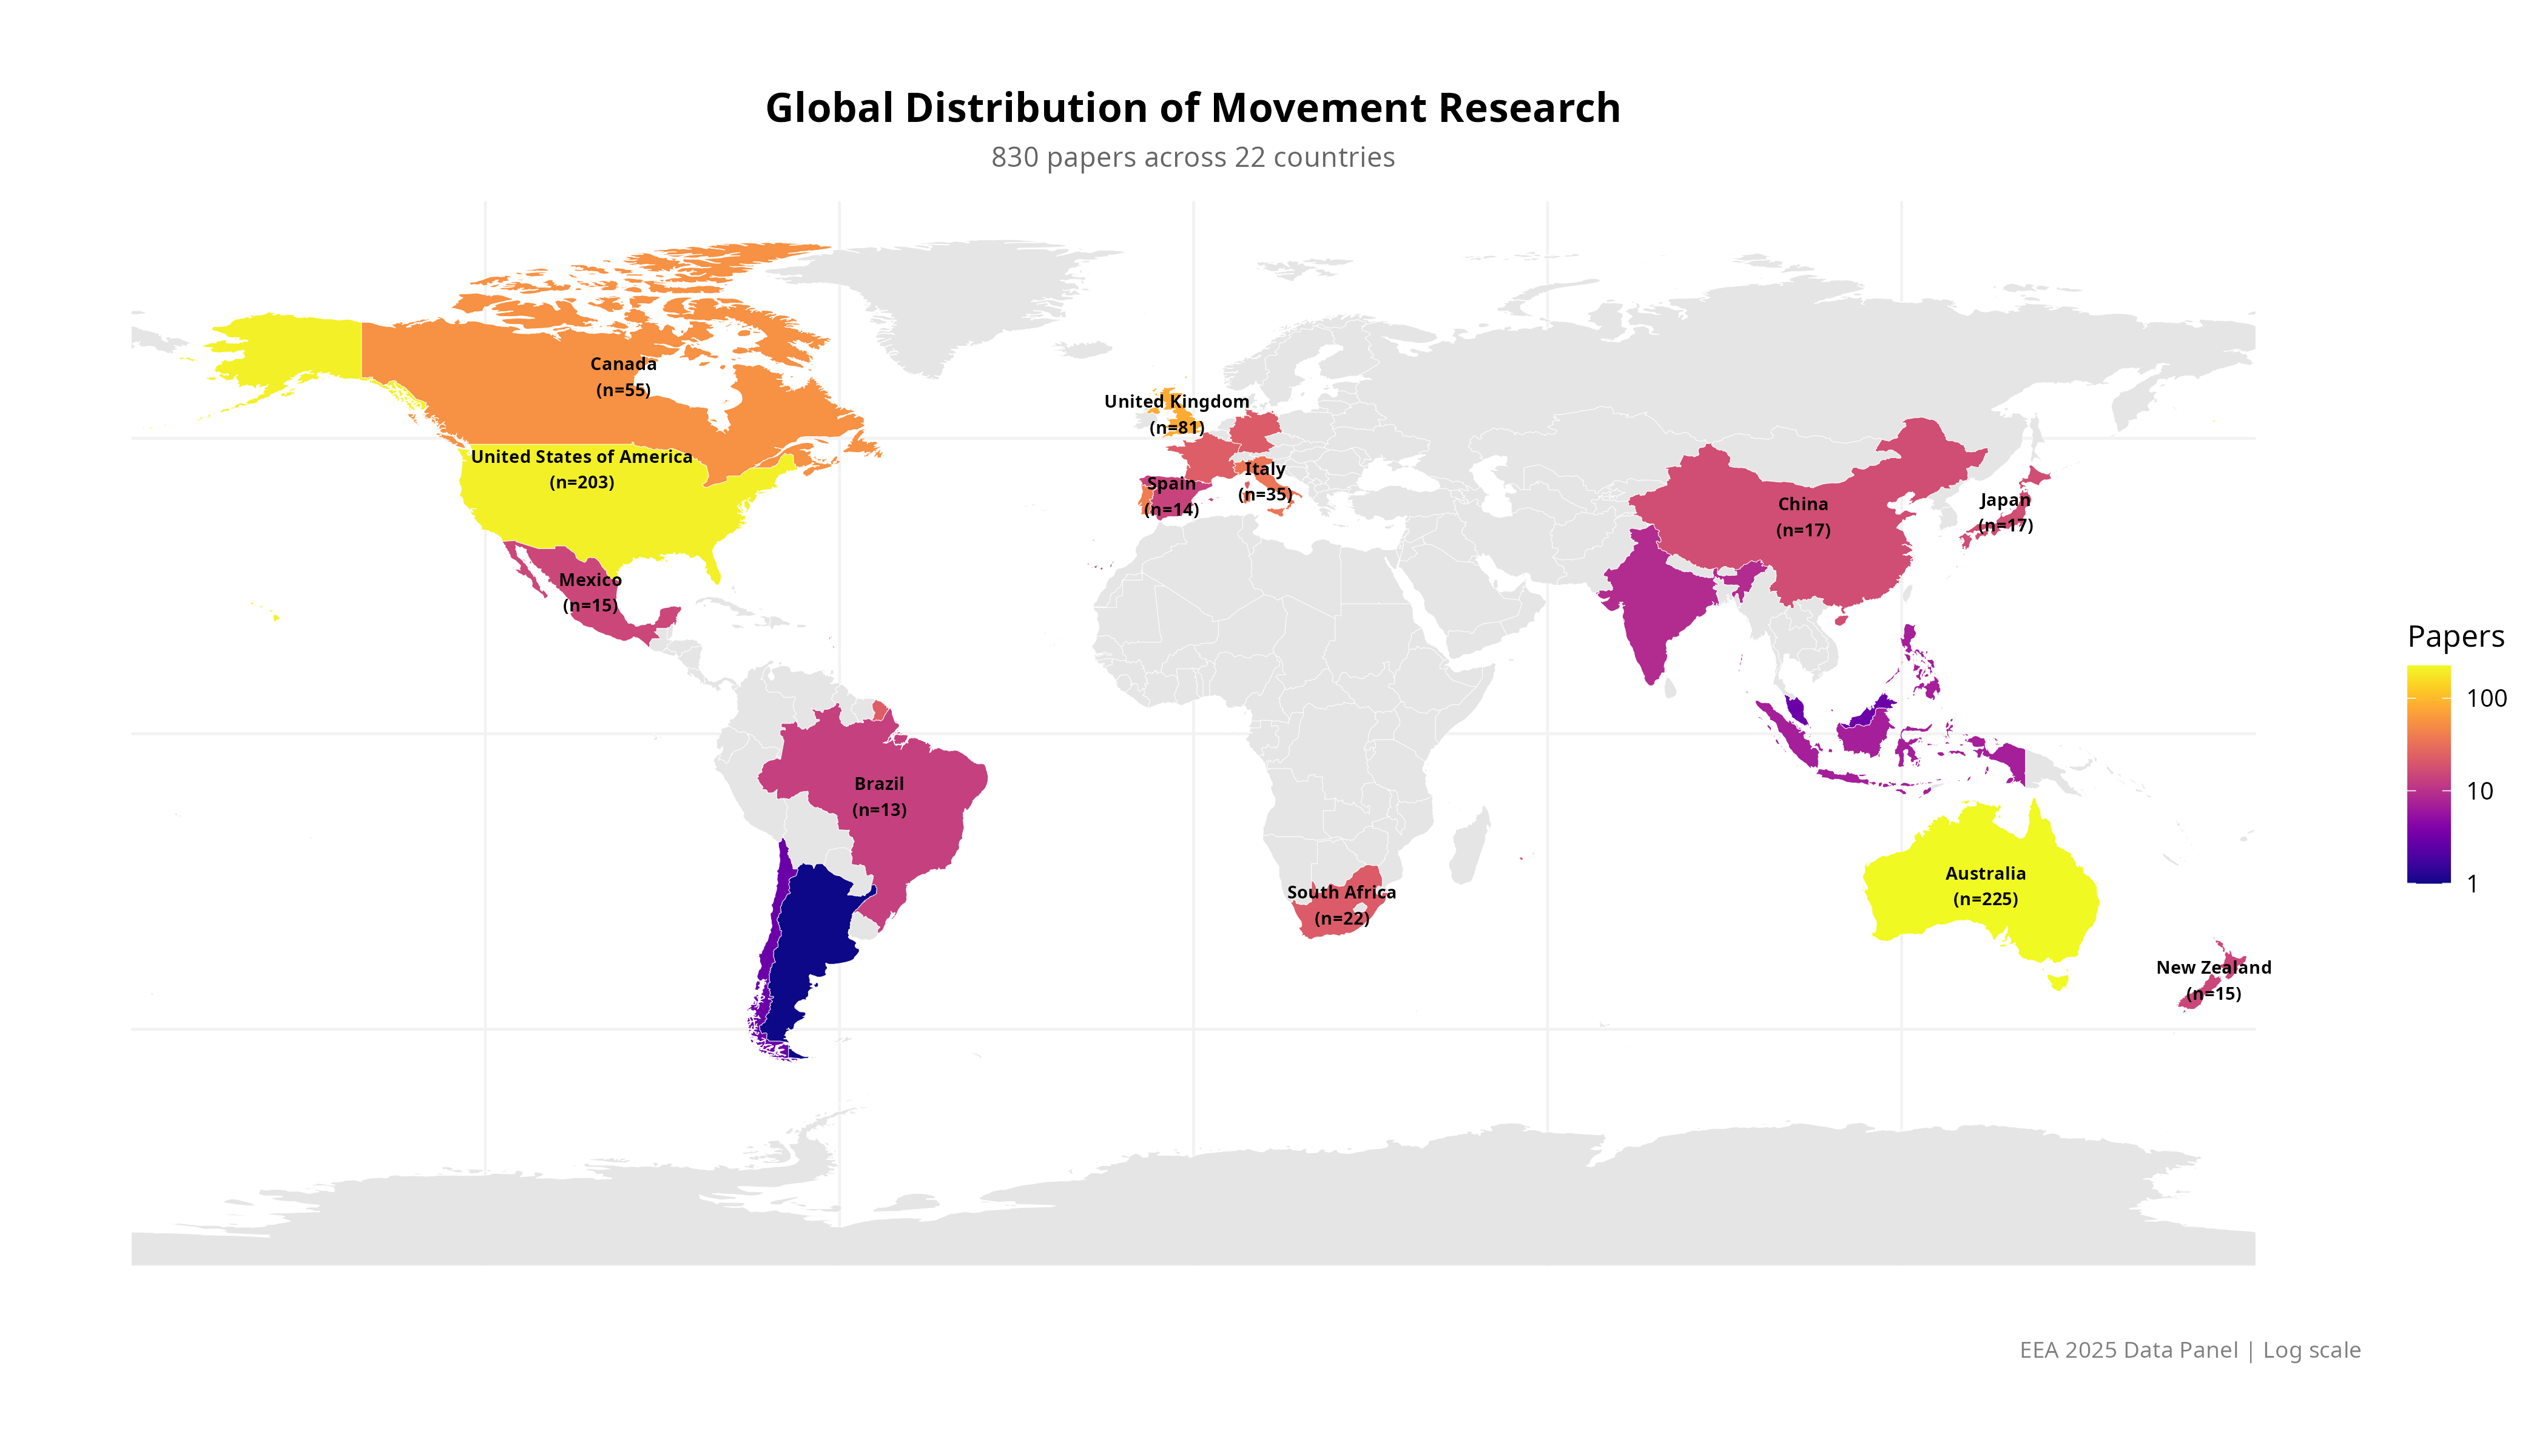 Global Distribution of Movement Research
830 papers across 22 countries
Canada
(n=55)
United Kingdom
(n=81)
United States of America
(n=203)
Italy
(n=35)
Spain
(n=14)
China
(n=17)
Japan
(n=17)
Mexico
(n=15)
Brazil
(n=13)
South Africa
(n=22)
Australia
(n=225)
New Zealand
(n=15)
Papers
100
10
1
EEA 2025 Data Panel | Log scale